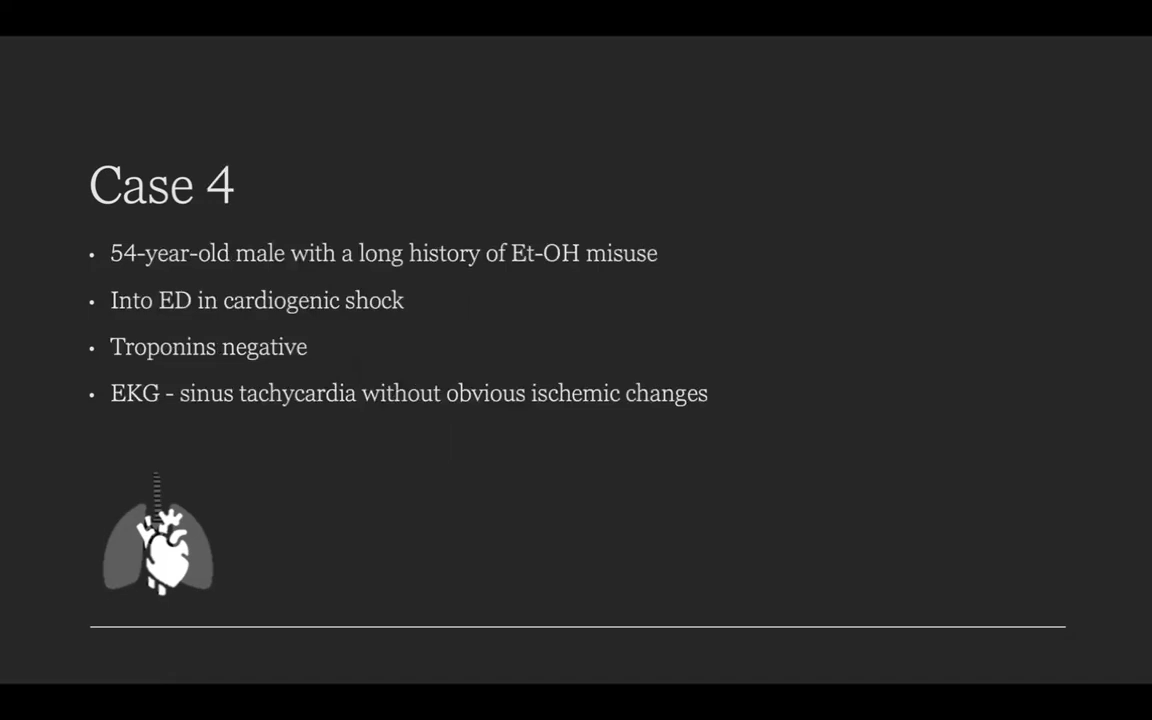 Case 4
• 54-year-old male with a long history of Et-OH misuse
• Into ED in cardiogenic shock
• Troponins negative
• EKG - sinus tachycardia without obvious ischemic changes